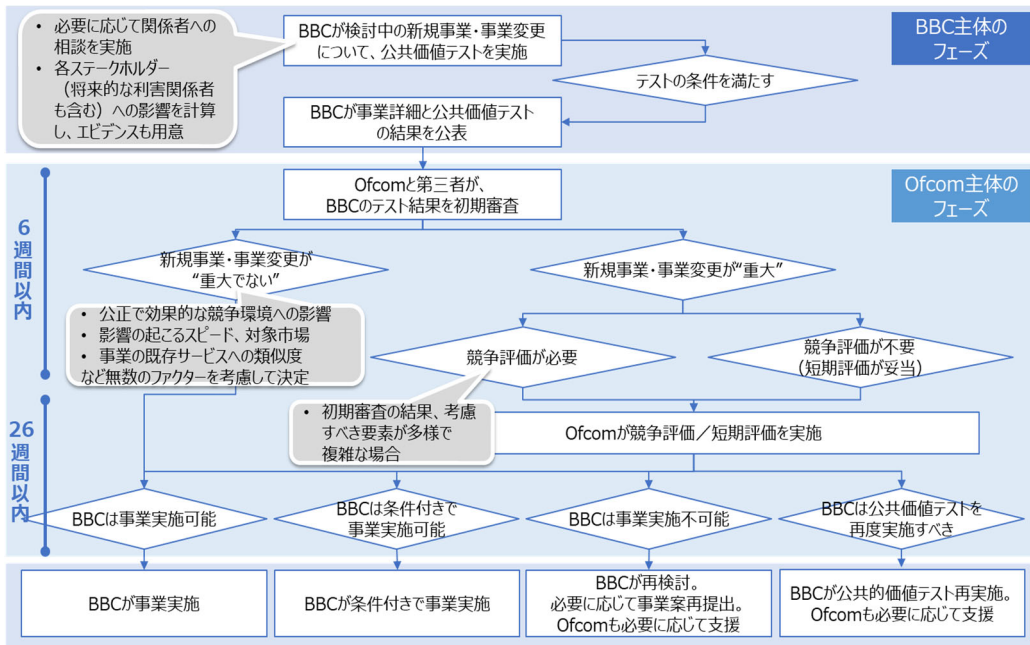 • 必要に応じて関係者への
相談を実施
• 各ステークホルダー
（将来的な利害関係者
も含む）への影響を計算
し、エビデンスも用意
BBCが検討中の新規事業・事業変更
について、公共価値テストを実施
BBC主体の
フェーズ
テストの条件を満たす
BBCが事業詳細と公共価値テスト
の結果を公表
6
週
間
以
内
Ofcomと第三者が、
BBCのテスト結果を初期審査
Ofcom主体の
フェーズ
新規事業・事業変更が
“重大でない”
新規事業・事業変更が“重大”
• 公正で効果的な競争環境への影響
• 影響の起こるスピード、対象市場
• 事業の既存サービスへの類似度
など無数のファクターを考慮して決定
競争評価が必要
競争評価が不要
(短期評価が妥当)
26
週
間
以
内
• 初期審査の結果、考慮
すべき要素が多様で
複雑な場合
Ofcomが競争評価／短期評価を実施
BBCは事業実施可能
BBCは条件付きで
事業実施可能
BBCは事業実施不可能
BBCは公共価値テストを
再度実施すべき
BBCが事業実施
BBCが条件付きで事業実施
BBCが再検討。
必要に応じて事業案再提出。
Ofcomも必要に応じて支援
BBCが公共的価値テスト再実施。
Ofcomも必要に応じて支援